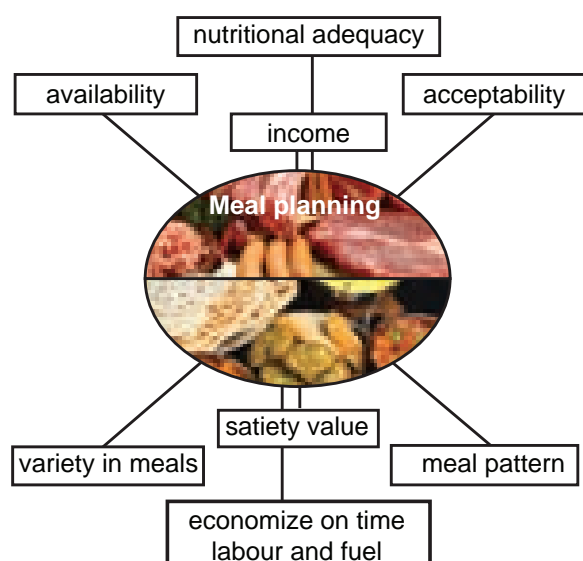 nutritional adequacy
availability
acceptability
income
Meal planning
satiety value
variety in meals
meal pattern
economize on time
labour and fuel